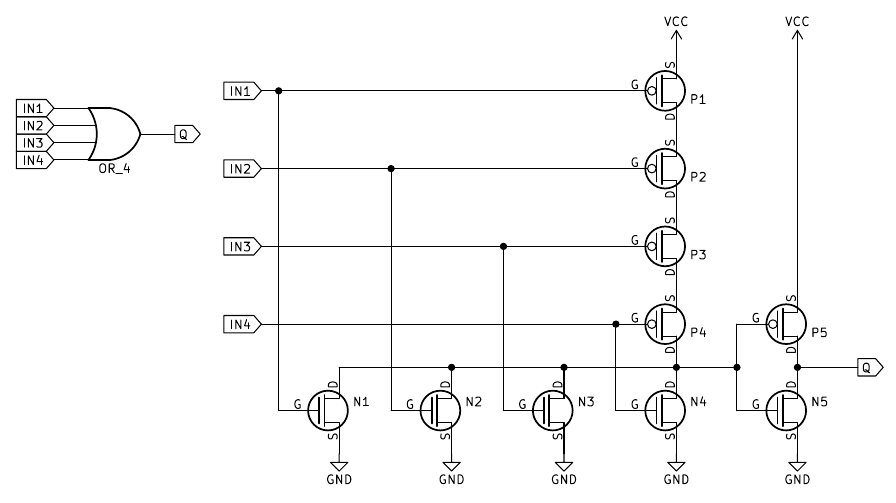 VCC
VCC
S
IN1
G
P1
D
IN1
IN2
IN3
IN4
Q
OR_4
S
IN2
G
P2
D
S
IN3
G
P3
D
S
S
IN4
G
P4
G
P5
D
D
Q
D
D
D
D
D
G
N1
G
N2
G
N3
G
N4
G
N5
S
S
S
S
S
GND
GND
GND
GND
GND